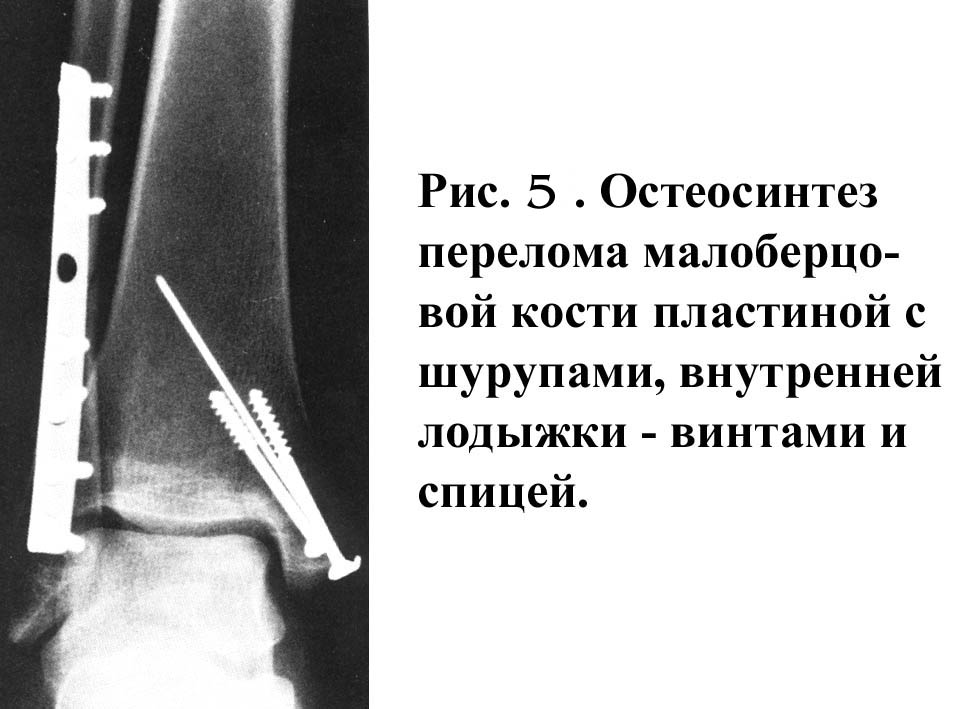 Рис. 5 . Остеосинтез
перелома малоберцо-
вой кости пластиной с
шурупами, внутренней
лодыжки - винтами и
спицей.